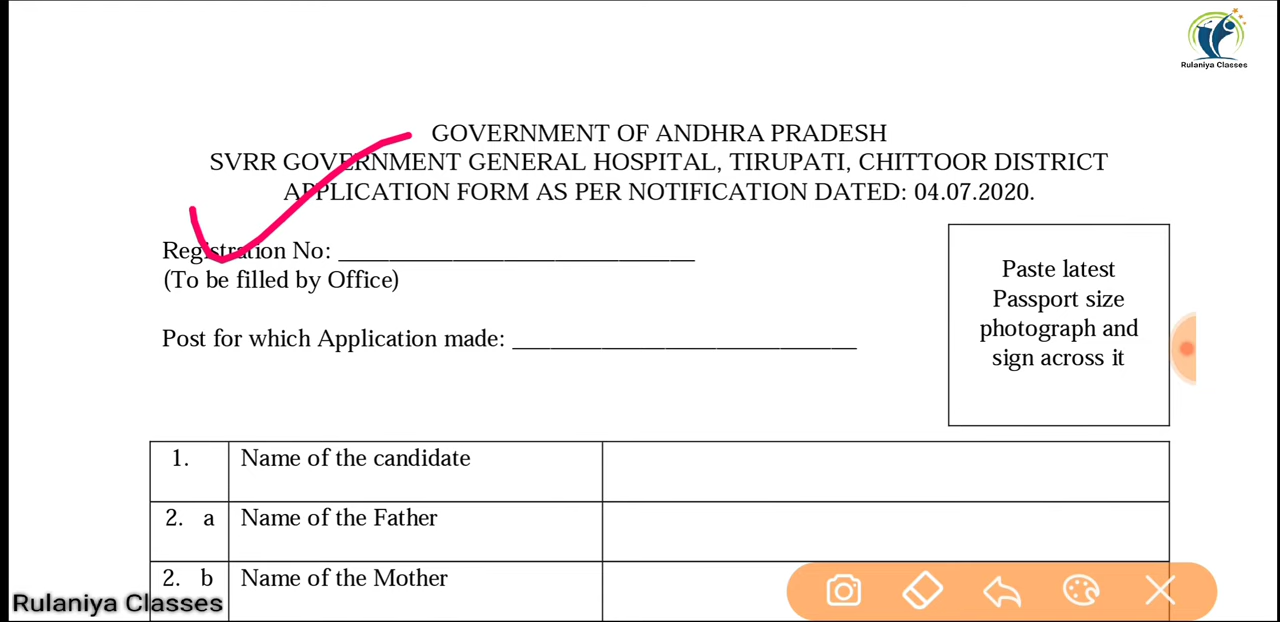 Rulaniya Classes
GOVERNMENT OF ANDHRA PRADESH
SVRR GOVERNMENT GENERAL HOSPITAL, TIRUPATI, CHITTOOR DISTRICT
APPLICATION FORM AS PER NOTIFICATION DATED: 04.07.2020.
Registration No: ____________________________
(To be filled by Office)
Post for which Application made: ___________________________
Paste latest
Passport size
photograph and
sign across it
1. Name of the candidate
2. a Name of the Father
2. b Name of the Mother
Rulaniya Classes